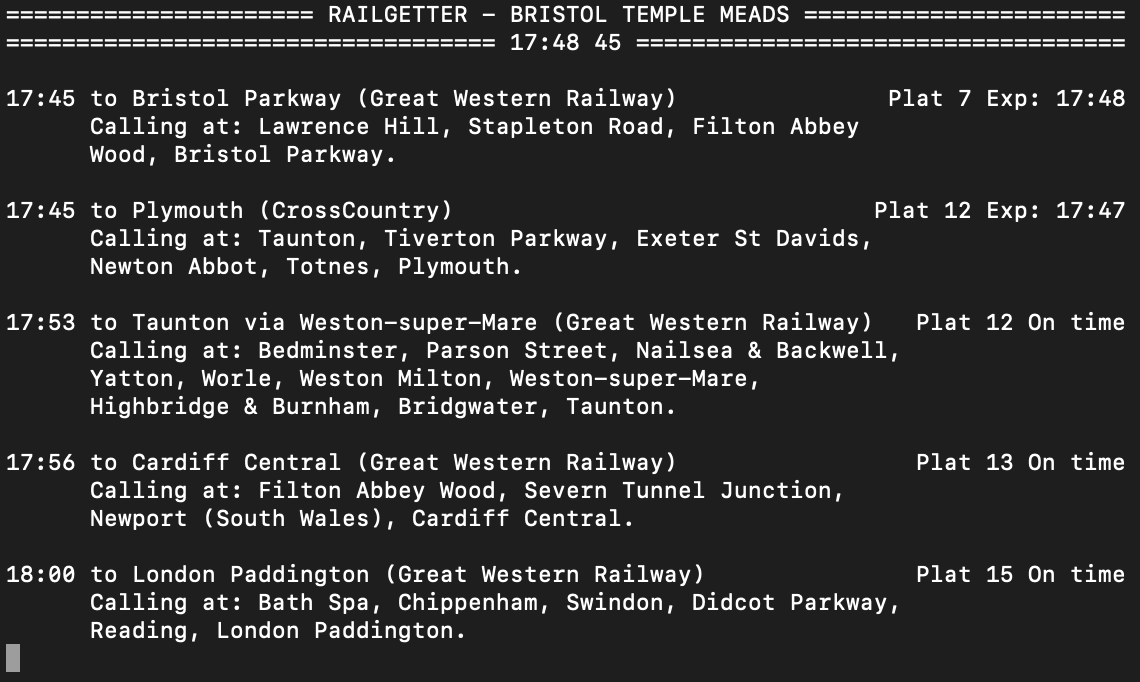 ====================== RAILGETTER – BRISTOL TEMPLE MEADS =======================
=================================== 17:48 45 ===================================
17:45 to Bristol Parkway (Great Western Railway) Plat 7 Exp: 17:48
Calling at: Lawrence Hill, Stapleton Road, Filton Abbey
Wood, Bristol Parkway.
17:45 to Plymouth (CrossCountry) Plat 12 Exp: 17:47
Calling at: Taunton, Tiverton Parkway, Exeter St Davids,
Newton Abbot, Totnes, Plymouth.
17:53 to Taunton via Weston-super-Mare (Great Western Railway) Plat 12 On time
Calling at: Bedminster, Parson Street, Nailsea & Backwell,
Yatton, Worle, Weston Milton, Weston-super-Mare,
Highbridge & Burnham, Bridgwater, Taunton.
17:56 to Cardiff Central (Great Western Railway) Plat 13 On time
Calling at: Filton Abbey Wood, Severn Tunnel Junction,
Newport (South Wales), Cardiff Central.
18:00 to London Paddington (Great Western Railway) Plat 15 On time
Calling at: Bath Spa, Chippenham, Swindon, Didcot Parkway,
Reading, London Paddington.